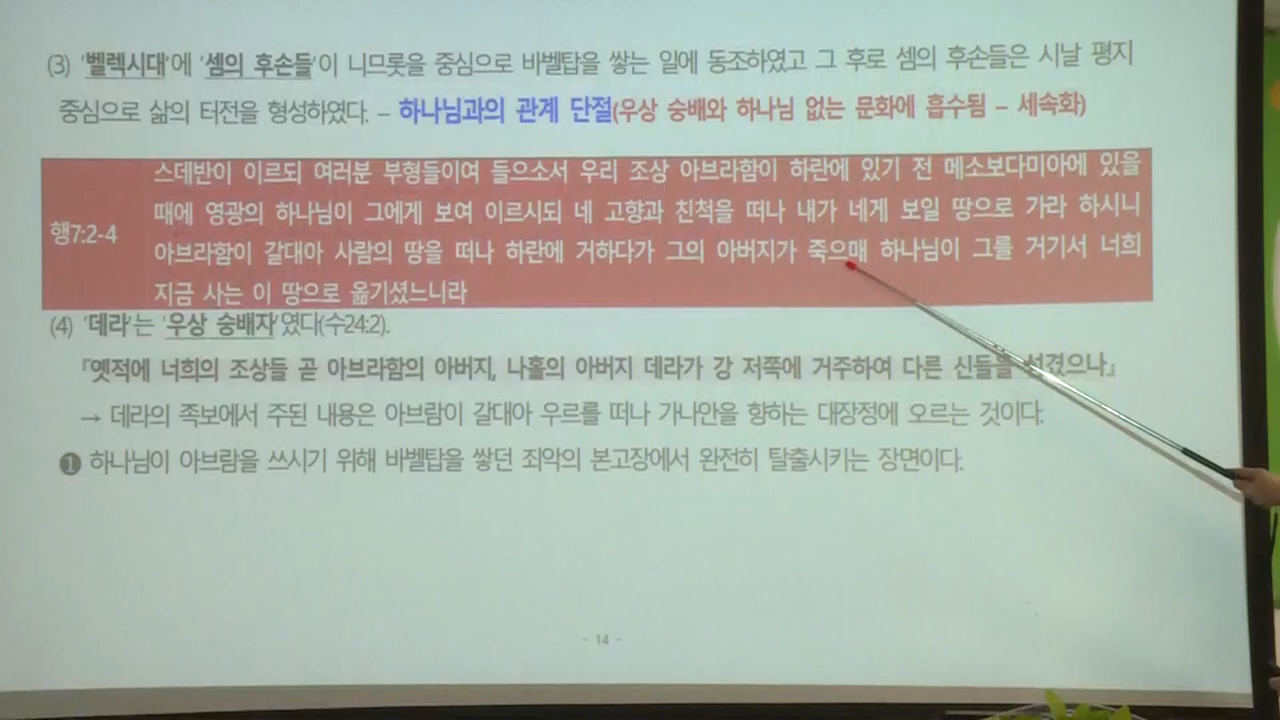 (3) '벨렉시대'에 '셈의 후손들'이 니므롯을 중심으로 바벨탑을 쌓는 일에 동조하였고 그 후로 셈의 후손들은 시날 평지
중심으로 삶의 터전을 형성하였다. – 하나님과의 관계 단절(우상 숭배와 하나님 없는 문화에 흡수됨 – 세속화)
행7:2-4
스데반이 이르되 여러분 부형들이여 들으소서 우리 조상 아브라함이 하란에 있기 전 메소보다미아에 있을
때에 영광의 하나님이 그에게 보여 이르시되 네 고향과 친척을 떠나 내가 네게 보일 땅으로 가라 하시니
아브라함이 갈대아 사람의 땅을 떠나 하란에 거하다가 그의 아버지가 죽으매 하나님이 그를 거기서 너희
지금 사는 이 땅으로 옮기셨느니라
(4) '데라'는 '우상 숭배자'였다(수24:2).
『옛적에 너희의 조상들 곧 아브라함의 아버지, 나홀의 아버지 데라가 강 저쪽에 거주하여 다른 신들을 섬겼으나』
→ 데라의 족보에서 주된 내용은 아브람이 갈대아 우르를 떠나 가나안을 향하는 대장정에 오르는 것이다.
❶ 하나님이 아브람을 쓰시기 위해 바벨탑을 쌓던 죄악의 본고장에서 완전히 탈출시키는 장면이다.
- 14 -